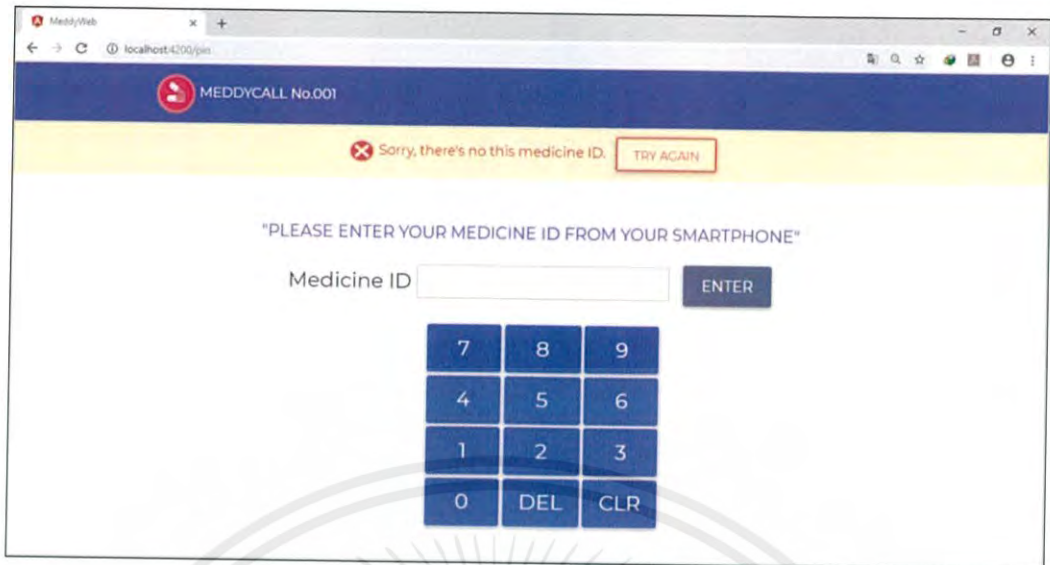 MeddyWeb
localhost:4200/pin
MEDDYCALL No.001
Sorry, there's no this medicine ID. TRY AGAIN
"PLEASE ENTER YOUR MEDICINE ID FROM YOUR SMARTPHONE"
Medicine ID ENTER
7 8 9
4 5 6
1 2 3
0 DEL CLR